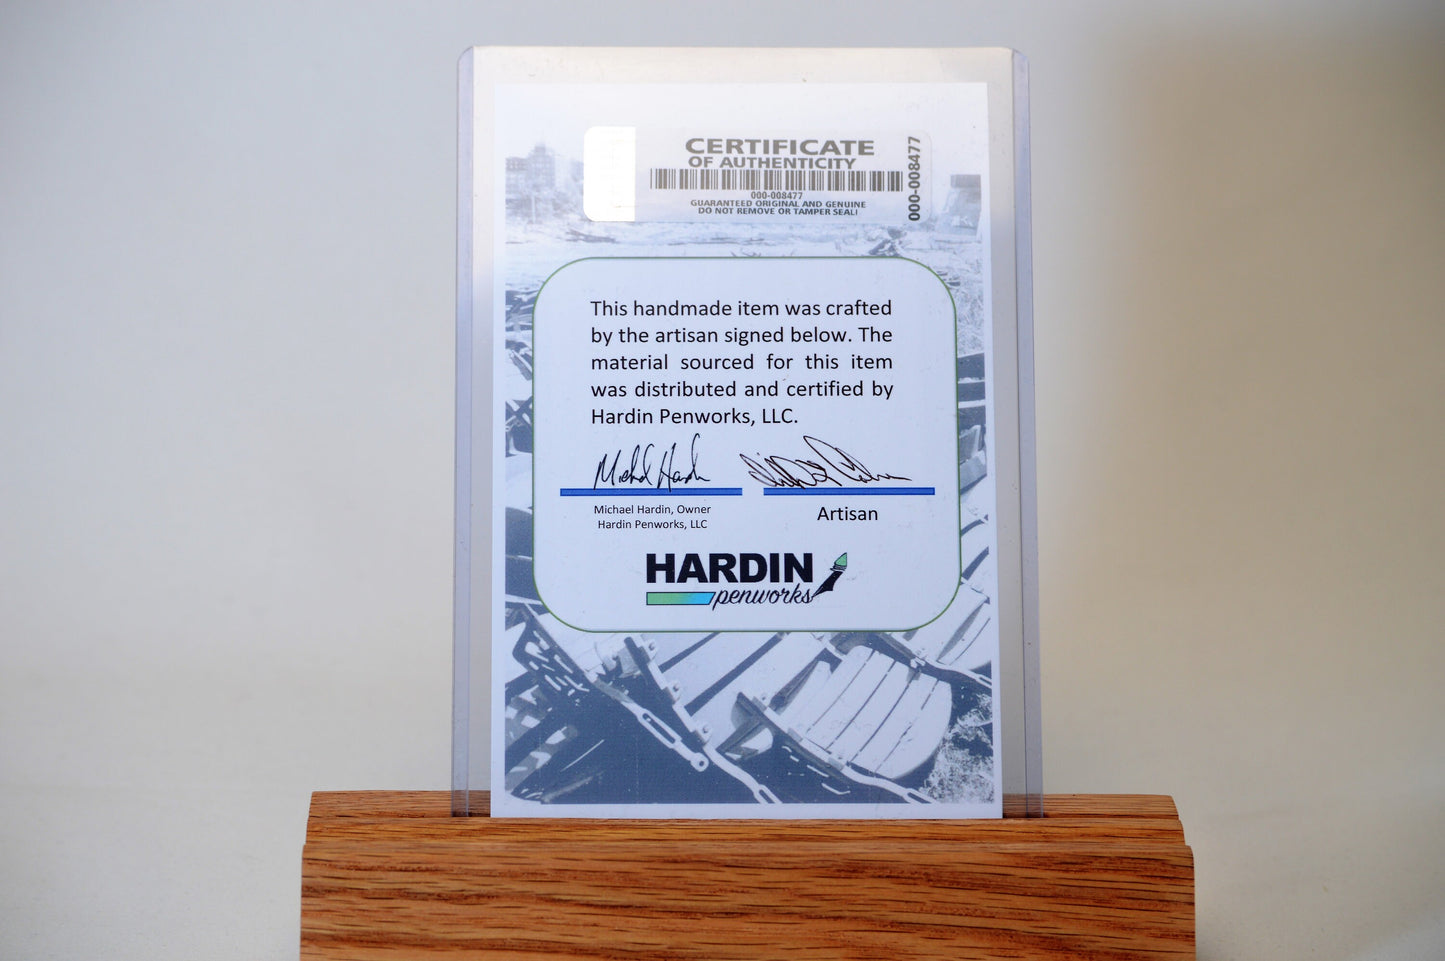 CERTIFICATE
OF AUTHENTICITY
000-008477
GUARANTEED ORIGINAL AND GENUINE
DO NOT REMOVE OR TAMPER SEAL!
000-008477
This handmade item was crafted
by the artisan signed below. The
material sourced for this item
was distributed and certified by
Hardin Penworks, LLC.
Michael Hardin, Owner
Hardin Penworks, LLC
Artisan
HARDIN
penworks